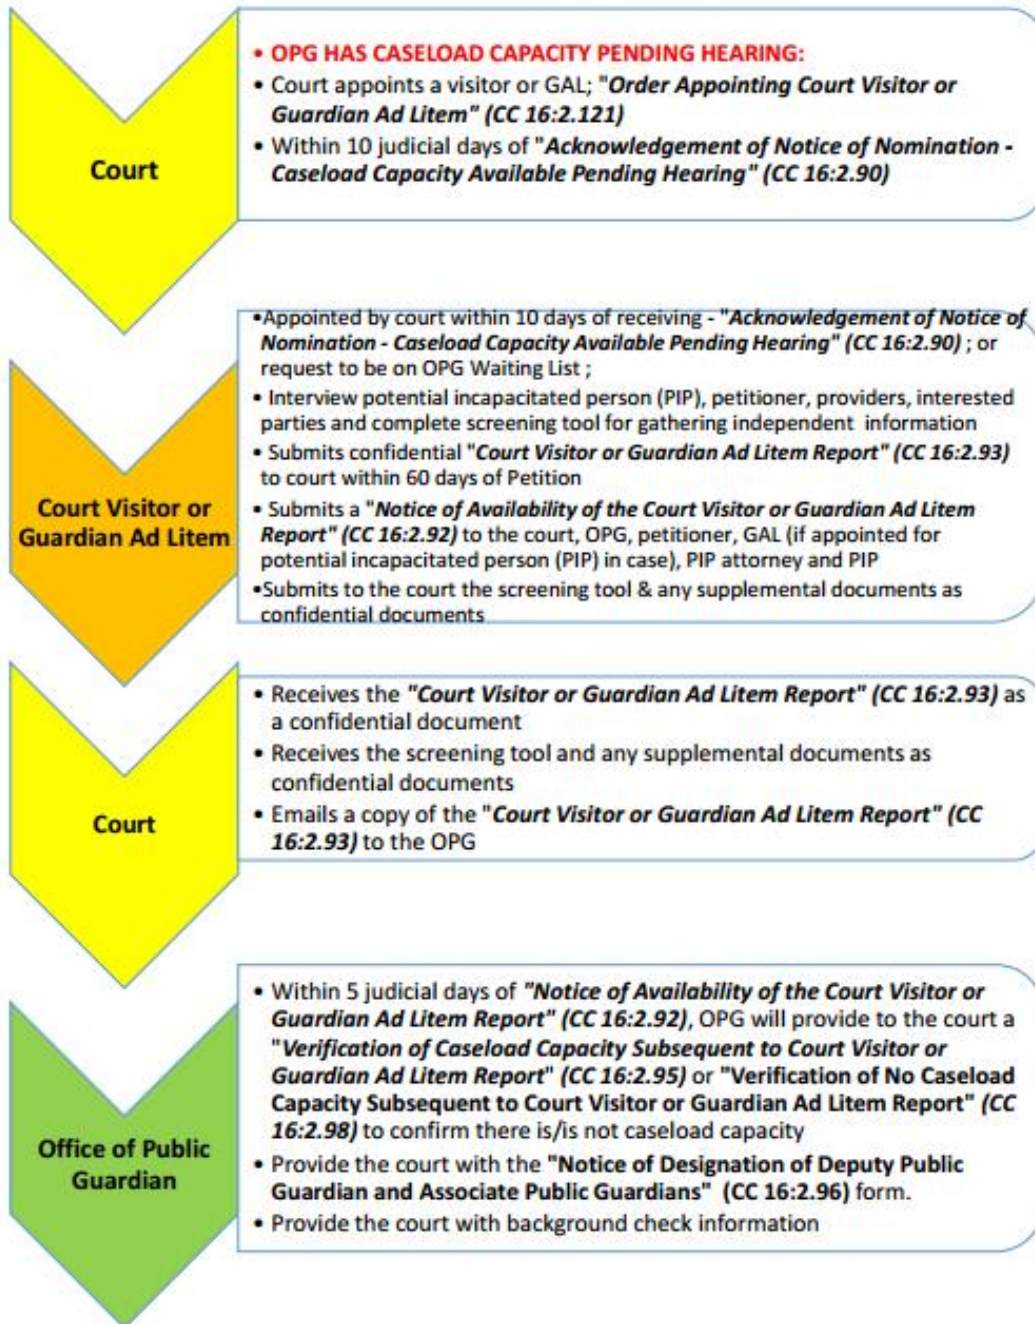 Court
• OPG HAS CASELOAD CAPACITY PENDING HEARING:
• Court appoints a visitor or GAL; "Order Appointing Court Visitor or
Guardian Ad Litem" (CC 16:2.121)
• Within 10 judicial days of "Acknowledgement of Notice of Nomination -
Caseload Capacity Available Pending Hearing" (CC 16:2.90)
Court Visitor or
Guardian Ad Litem
•Appointed by court within 10 days of receiving - "Acknowledgement of Notice of
Nomination - Caseload Capacity Available Pending Hearing" (CC 16:2.90) ; or
request to be on OPG Waiting List ;
• Interview potential incapacitated person (PIP), petitioner, providers, interested
parties and complete screening tool for gathering independent information
• Submits confidential "Court Visitor or Guardian Ad Litem Report" (CC 16:2.93)
to court within 60 days of Petition
• Submits a "Notice of Availability of the Court Visitor or Guardian Ad Litem
Report" (CC 16:2.92) to the court, OPG, petitioner, GAL (if appointed for
potential incapacitated person (PIP) in case), PIP attorney and PIP
•Submits to the court the screening tool & any supplemental documents as
confidential documents
Court
• Receives the "Court Visitor or Guardian Ad Litem Report" (CC 16:2.93) as
a confidential document
• Receives the screening tool and any supplemental documents as
confidential documents
• Emails a copy of the "Court Visitor or Guardian Ad Litem Report" (CC
16:2.93) to the OPG
Office of Public
Guardian
• Within 5 judicial days of "Notice of Availability of the Court Visitor or
Guardian Ad Litem Report" (CC 16:2.92), OPG will provide to the court a
"Verification of Caseload Capacity Subsequent to Court Visitor or
Guardian Ad Litem Report" (CC 16:2.95) or "Verification of No Caseload
Capacity Subsequent to Court Visitor or Guardian Ad Litem Report" (CC
16:2.98) to confirm there is/is not caseload capacity
• Provide the court with the "Notice of Designation of Deputy Public
Guardian and Associate Public Guardians" (CC 16:2.96) form.
• Provide the court with background check information